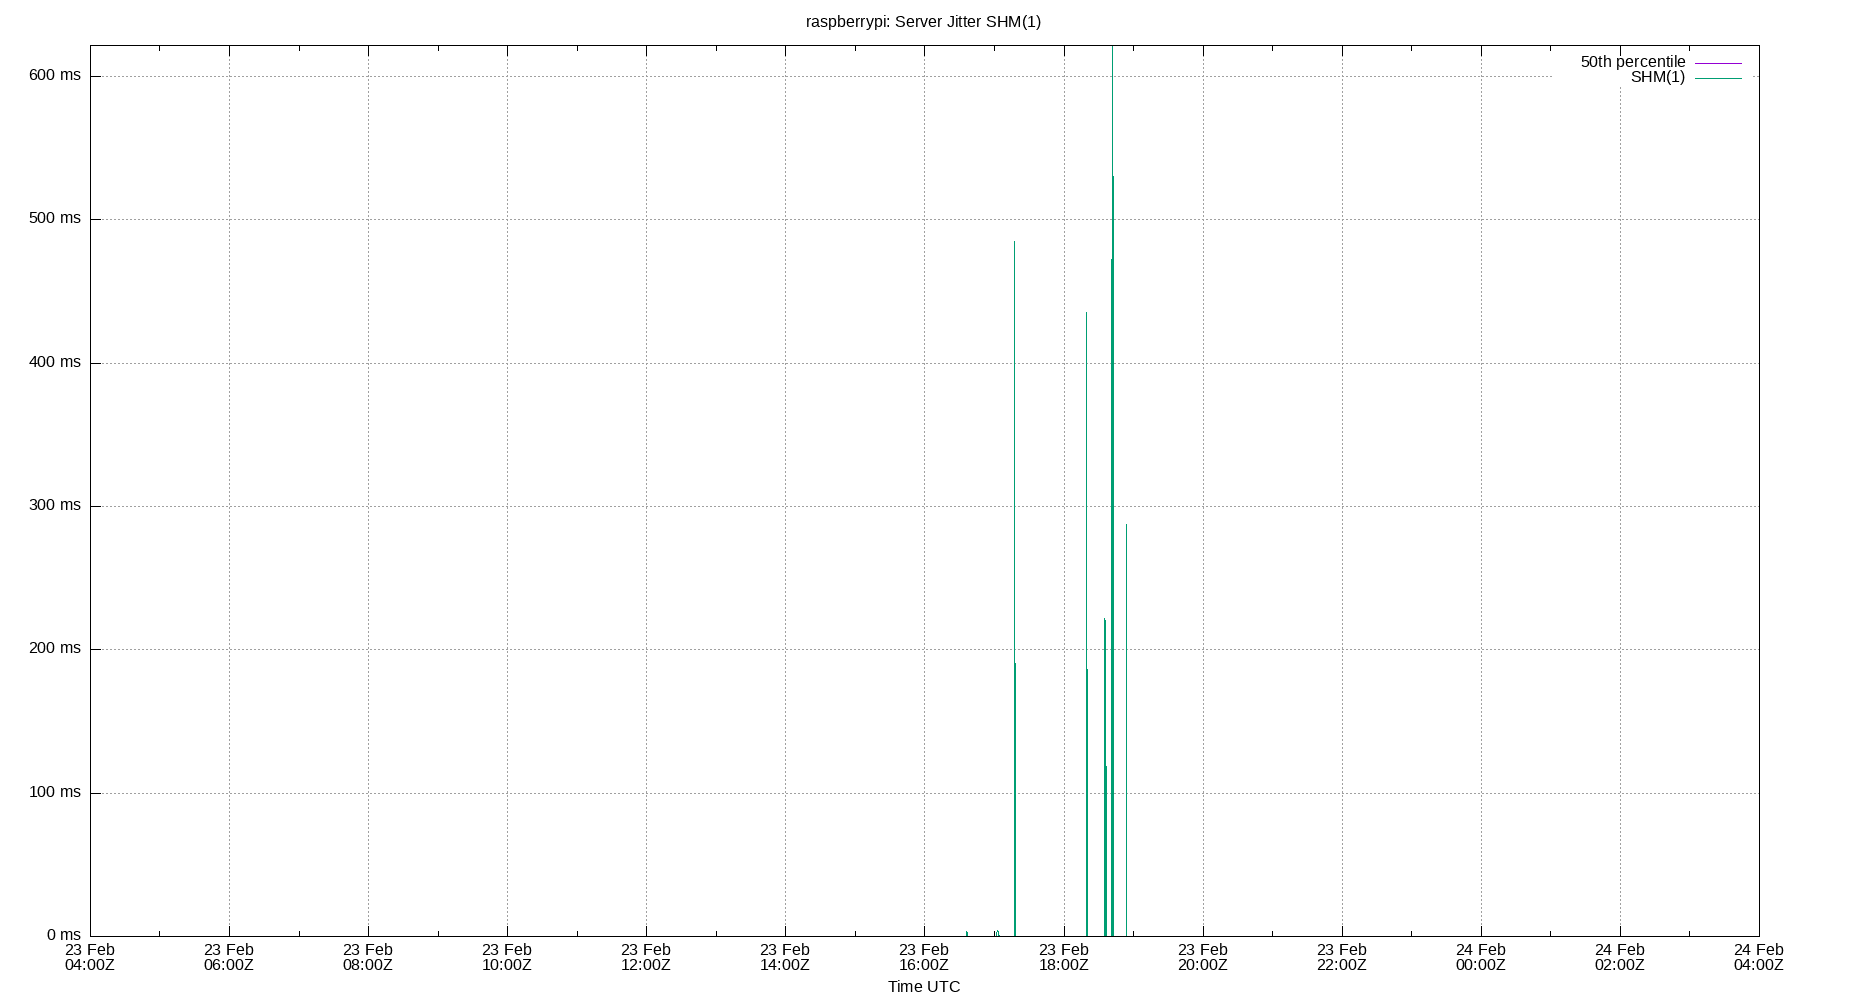 raspberrypi: Server Jitter SHM(1)
50th percentile
SHM(1)
600 ms
500 ms
400 ms
300 ms
200 ms
100 ms
0 ms
23 Feb 23 Feb 23 Feb 23 Feb 23 Feb 23 Feb 23 Feb 23 Feb 23 Feb 23 Feb 24 Feb 24 Feb 24 Feb
04:00Z 06:00Z 08:00Z 10:00Z 12:00Z 14:00Z 16:00Z 18:00Z 20:00Z 22:00Z 00:00Z 02:00Z 04:00Z
Time UTC